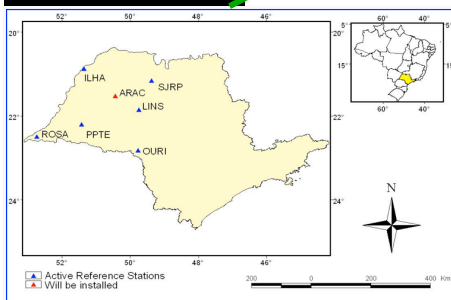 52° 50° 48° 46°
20° 20°
22° 22°
24° 24°
ILHA
SJRP
ARAC
LINS
ROSA
PPTE
OURI
52° 50° 48° 46°
60° 40°
5° 5°
15° 15°
60° 40°
N
Active Reference Stations
Will be installed
200 0 200 400 Km